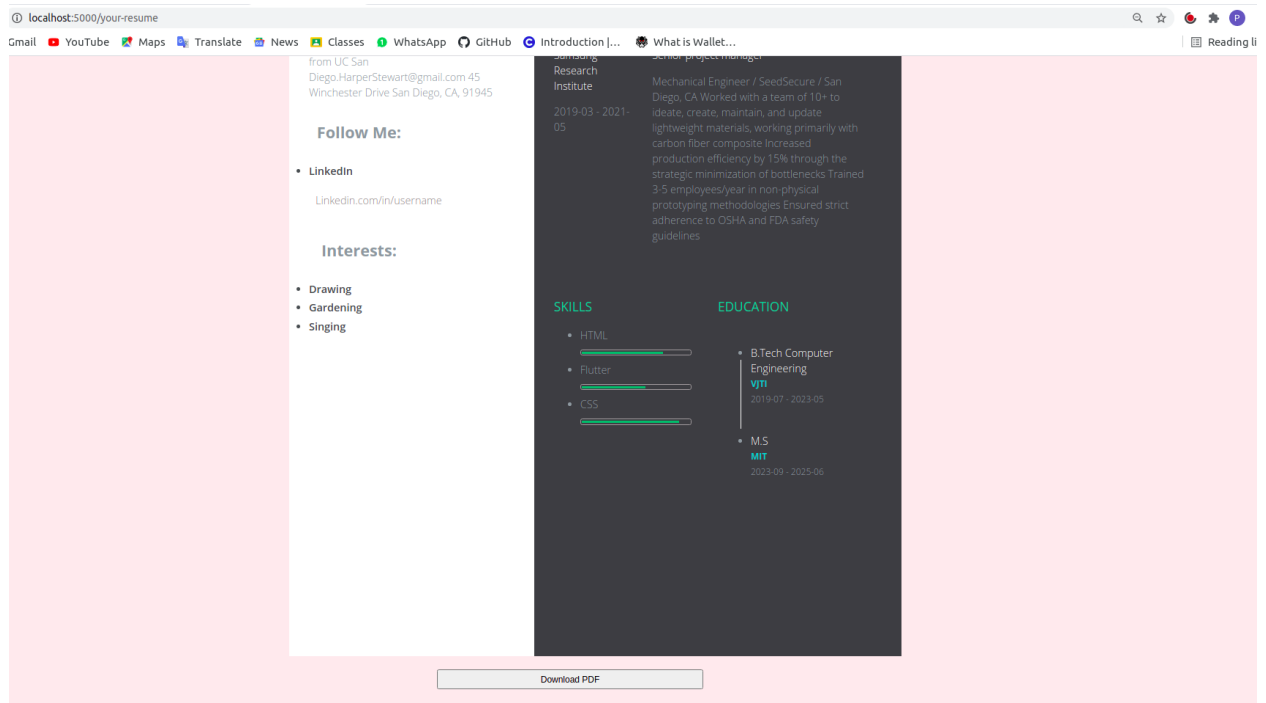 localhost:5000/your-resume
P
Gmail
YouTube
Maps
Translate
News
Classes
1 WhatsApp
GitHub
Introduction |...
What is Wallet...
Reading li
from UC San
Diego.HarperStewart@gmail.com 45
Winchester Drive San Diego, CA, 91945
Follow Me:
LinkedIn
Linkedin.com/in/username
Interests:
Drawing
Gardening
Singing
Samsung
Research
Institute
2019-03 - 2021-
05
Senior project manager
Mechanical Engineer / SeedSecure / San
Diego, CA Worked with a team of 10+ to
ideate, create, maintain, and update
lightweight materials, working primarily with
carbon fiber composite Increased
production efficiency by 15% through the
strategic minimization of bottlenecks Trained
3-5 employees/year in non-physical
prototyping methodologies Ensured strict
adherence to OSHA and FDA safety
guidelines
SKILLS
HTML
Flutter
CSS
EDUCATION
B.Tech Computer
Engineering
VJTI
2019-07 - 2023-05
M.S
MIT
2023-09 - 2025-06
Download PDF